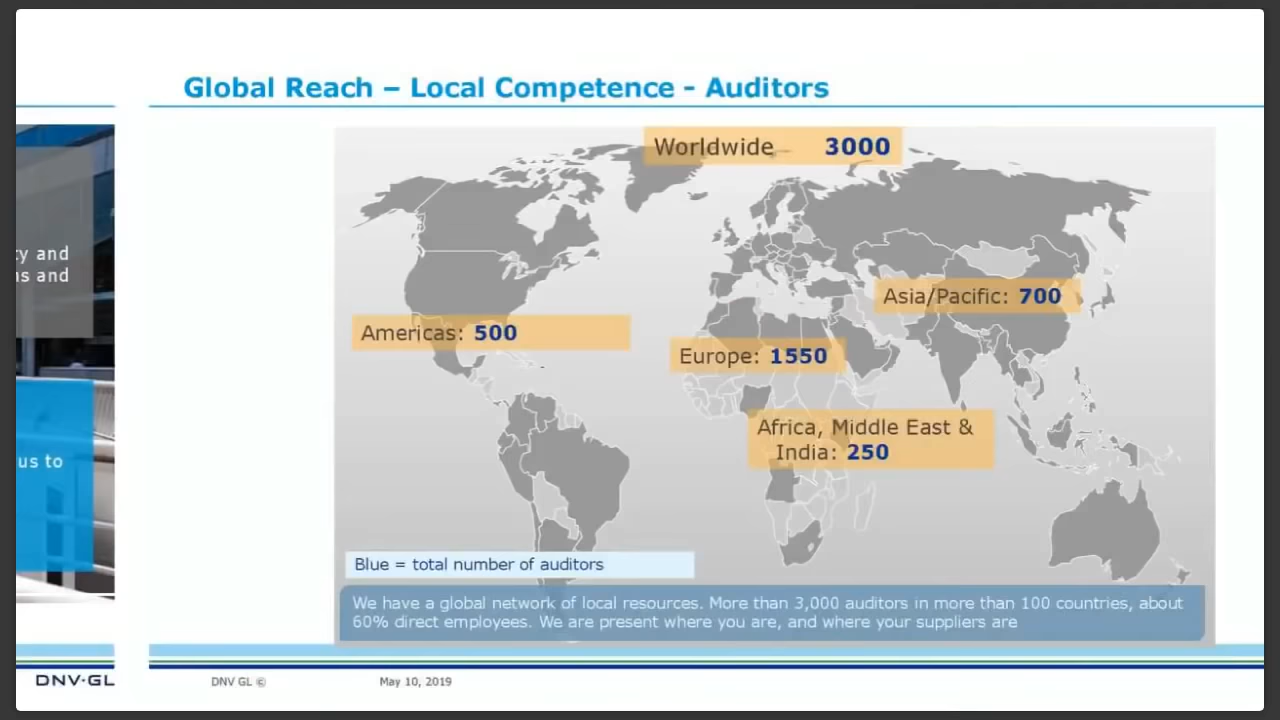 Global Reach – Local Competence - Auditors
Worldwide 3000
Asia/Pacific: 700
Americas: 500
Europe: 1550
Africa, Middle East &
India: 250
Blue = total number of auditors
We have a global network of local resources. More than 3,000 auditors in more than 100 countries, about
60% direct employees. We are present where you are, and where your suppliers are
and
and
us to
DNV·GL
DNV GL ©
May 10, 2019